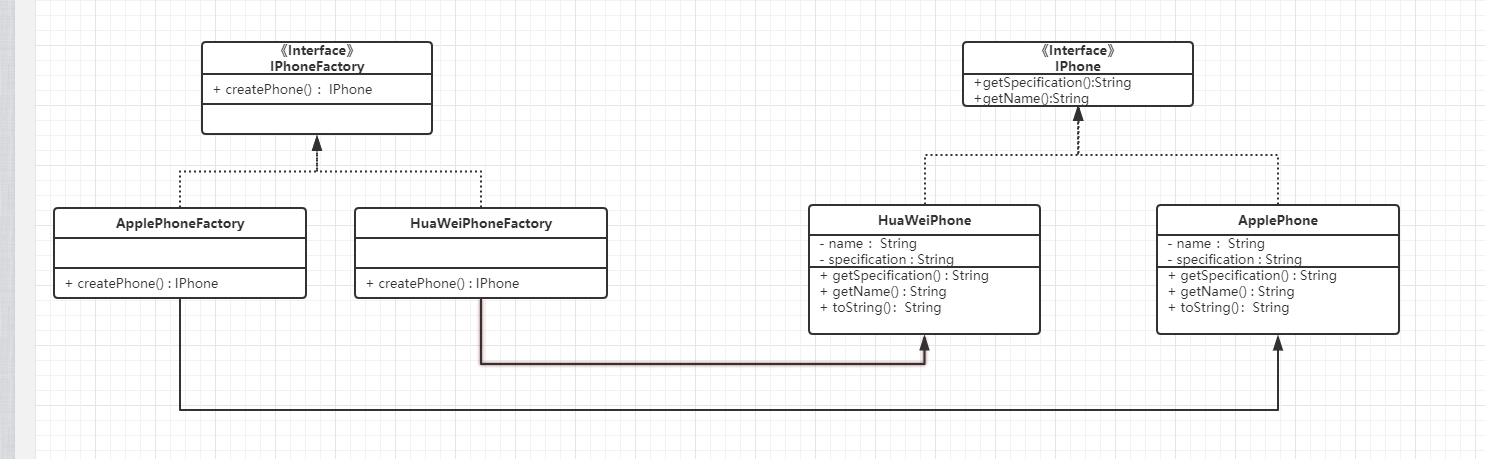 《Interface》
IPhoneFactory
+ createPhone() : IPhone
《Interface》
IPhone
+getSpecification():String
+getName():String
ApplePhoneFactory
+ createPhone() : IPhone
HuaWeiPhoneFactory
+ createPhone() : IPhone
HuaWeiPhone
- name： String
- specification : String
+ getSpecification() : String
+ getName() : String
+ toString()： String
ApplePhone
- name： String
- specification : String
+ getSpecification() : String
+ getName() : String
+ toString()： String